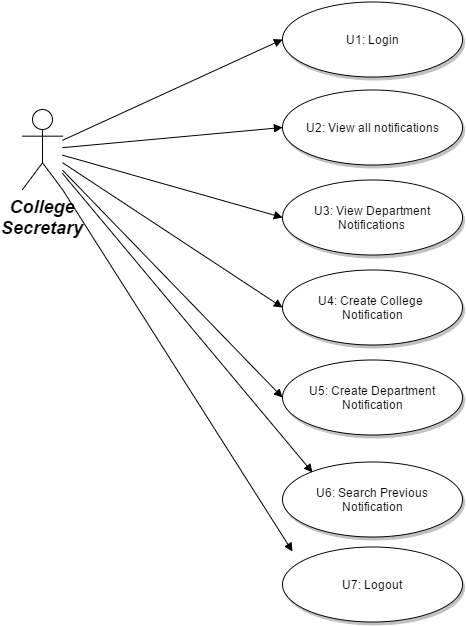 U1: Login
U2: View all notifications
College
Secretary
U3: View Department
Notifications
U4: Create College
Notification
U5: Create Department
Notification
U6: Search Previous
Notification
U7: Logout